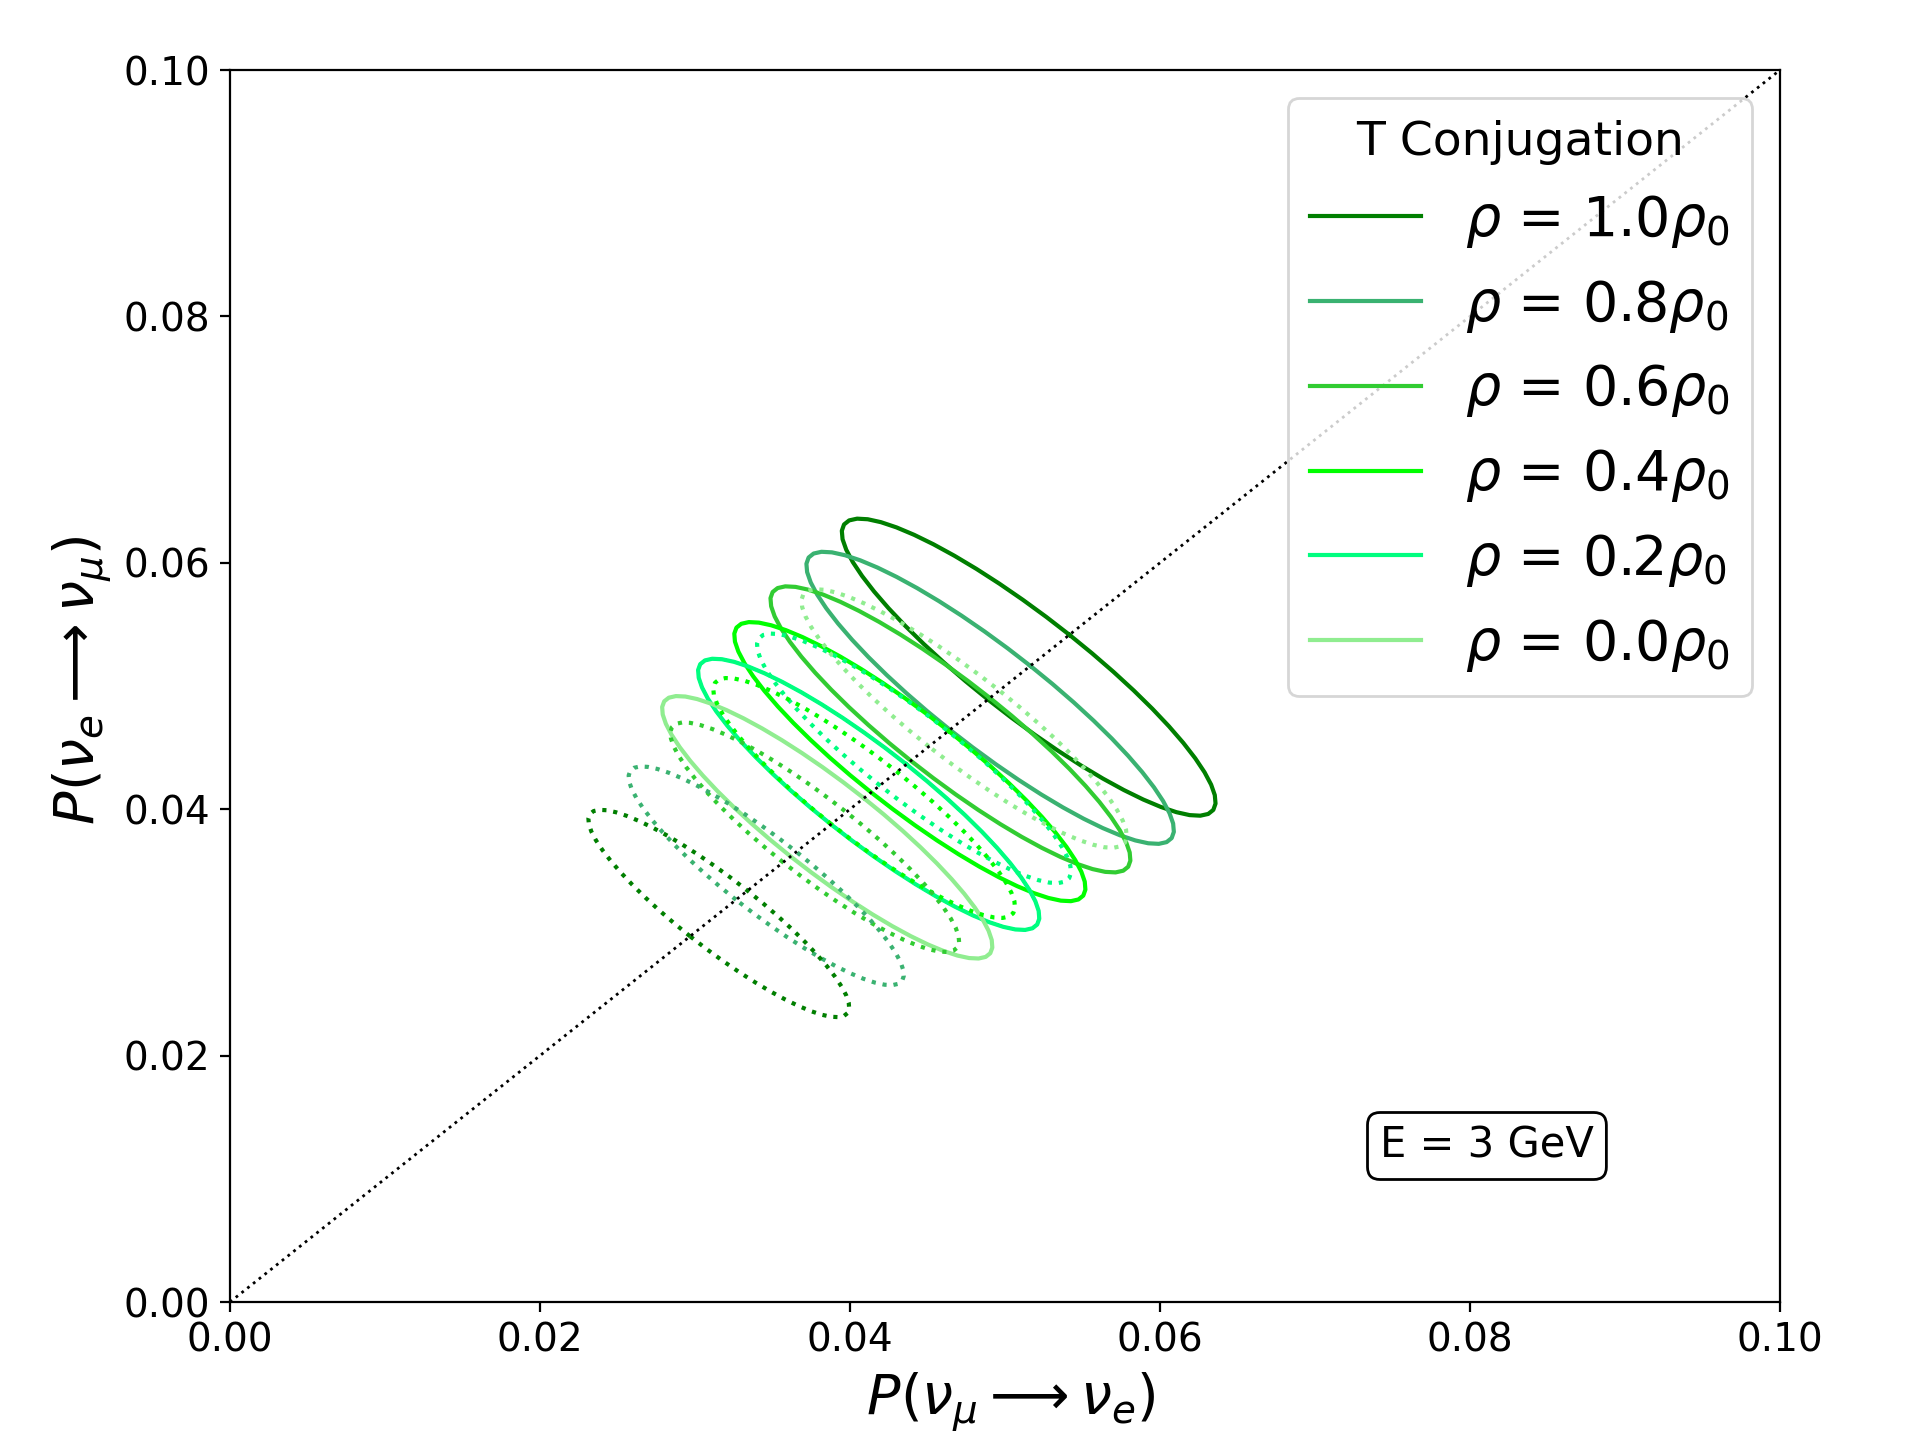 0.10
0.08
0.06
0.04
0.02
0.00
P(νe ⟶ νμ)
T Conjugation
ρ = 1.0ρ0
ρ = 0.8ρ0
ρ = 0.6ρ0
ρ = 0.4ρ0
ρ = 0.2ρ0
ρ = 0.0ρ0
E = 3 GeV
0.00 0.02 0.04 0.06 0.08 0.10
P(νμ ⟶ νe)